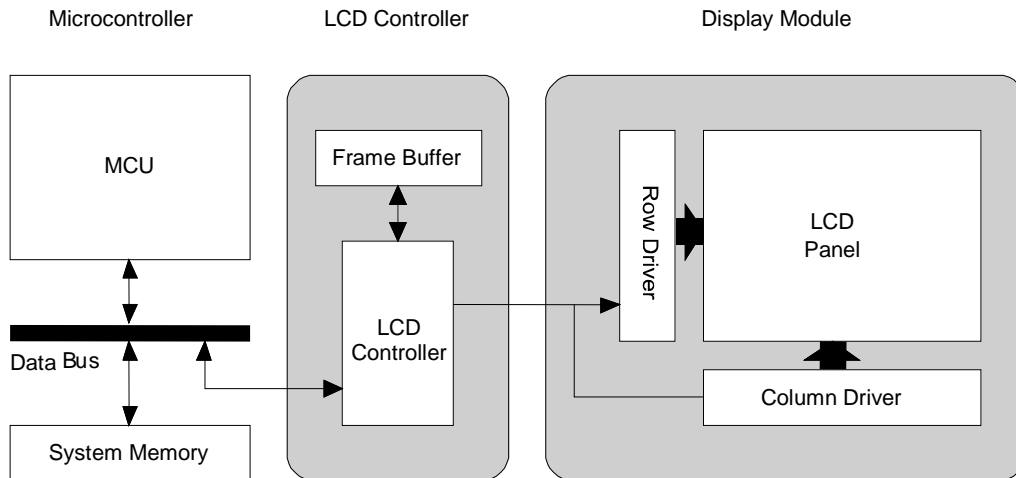 Microcontroller
LCD Controller
Display Module
MCU
Frame Buffer
Row Driver
LCD
Panel
LCD
Controller
Data Bus
Column Driver
System Memory